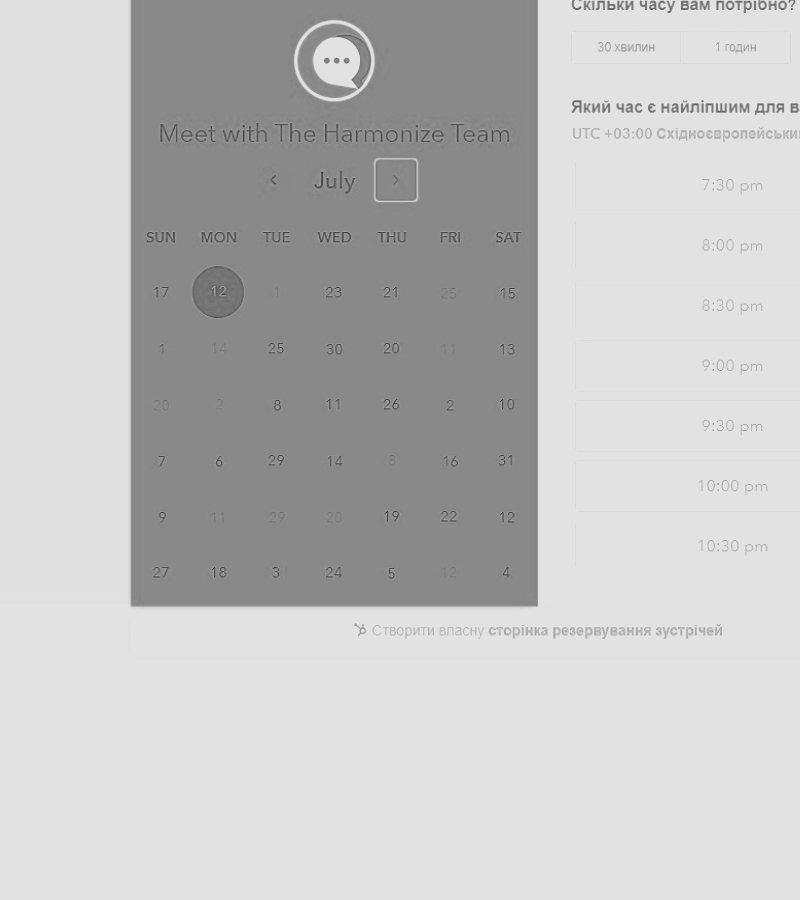 Скільки часу вам потрібно?
30 хвилин 1 годин
Meet with The Harmonize Team
July
SUN MON TUE WED THU FRI SAT
17 12 1 23 21 25 15
1 14 25 30 20 11 13
20 2 8 11 26 2 10
7 6 29 14 8 16 31
9 11 29 20 19 22 12
27 18 3 24 5 12 4
Який час є найліпшим для
UTC +03:00
7:30 pm
8:00 pm
8:30 pm
9:00 pm
9:30 pm
10:00 pm
10:30 pm
Створити власну сторінка резервування зустрічей